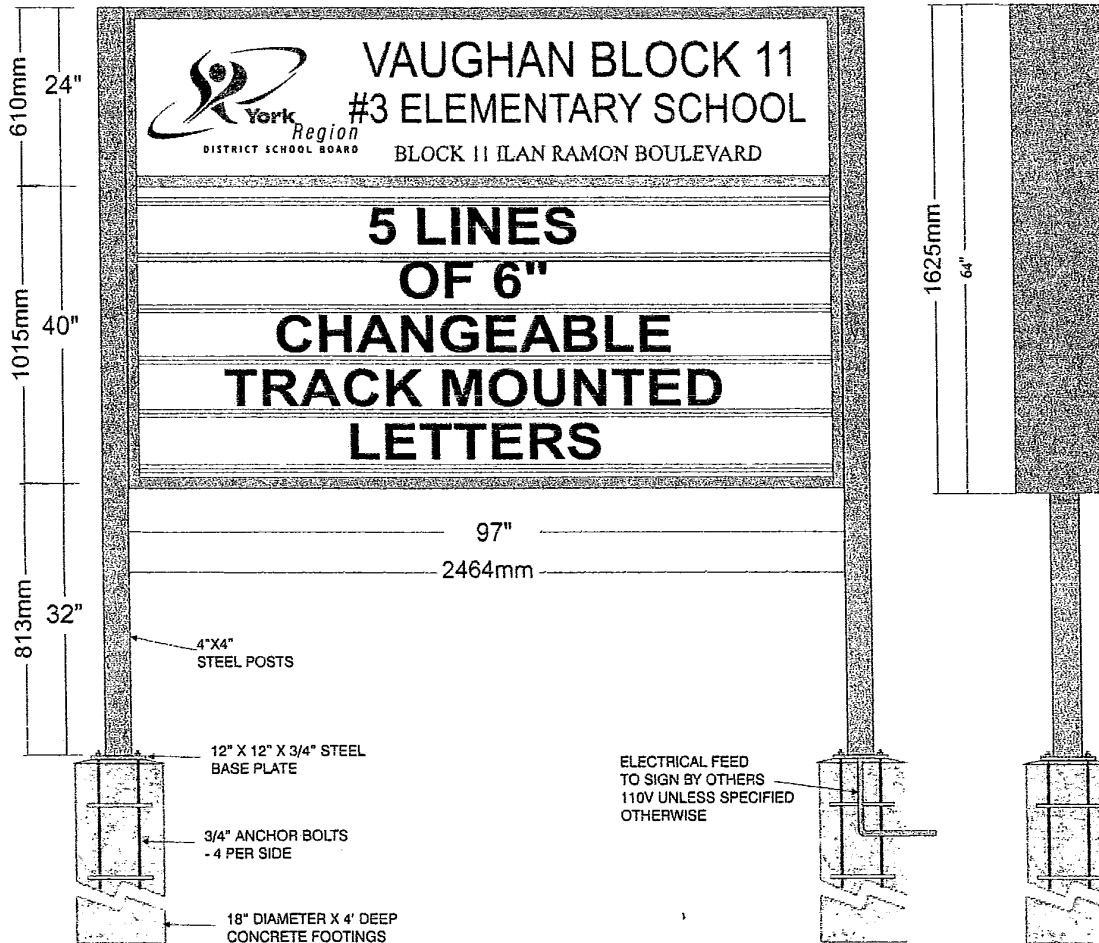 VAUGHAN BLOCK 11
#3 ELEMENTARY SCHOOL
BLOCK 11 ILAN RAMON BOULEVARD
York
Region
DISTRICT SCHOOL BOARD
5 LINES
OF 6"
CHANGEABLE
TRACK MOUNTED
LETTERS
610mm
24"
1015mm
40"
813mm
32"
97"
2464mm
1625mm
64"
4"X4"
STEEL POSTS
12" X 12" X 3/4" STEEL
BASE PLATE
3/4" ANCHOR BOLTS
- 4 PER SIDE
18" DIAMETER X 4' DEEP
CONCRETE FOOTINGS
ELECTRICAL FEED
TO SIGN BY OTHERS
110V UNLESS SPECIFIED
OTHERWISE